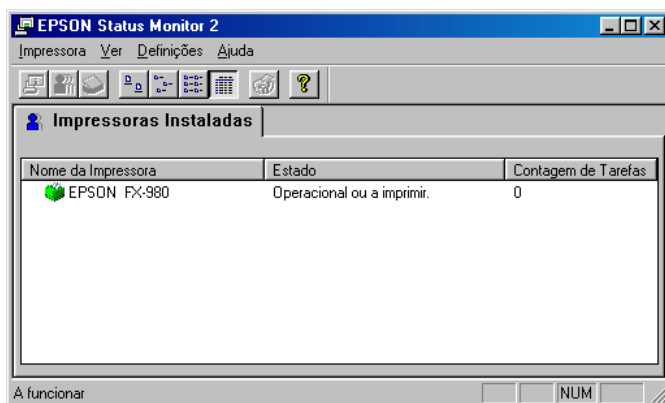 EPSON Status Monitor 2
Impressora Ver Definições Ajuda
Impressoras Instaladas
Nome da Impressora Estado Contagem de Tarefas
EPSON FX-980 Operacional ou a imprimir. 0
A funcionar NUM